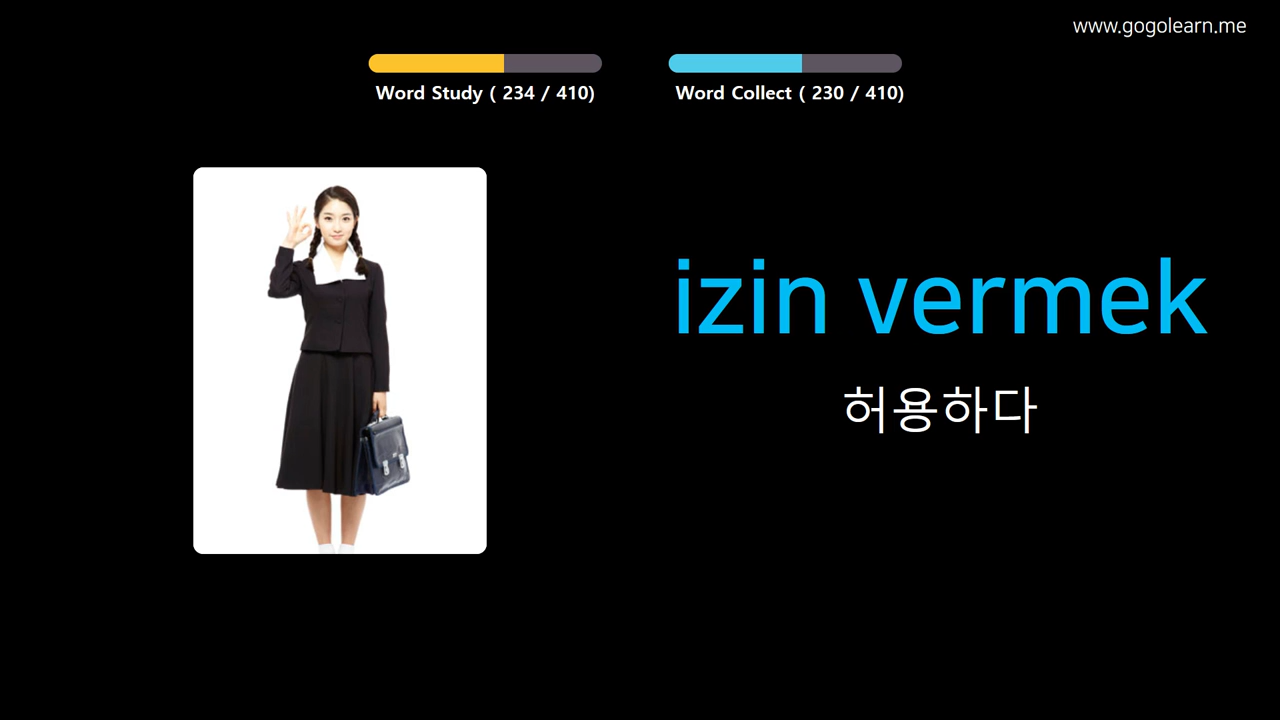 www.gogolearn.me
Word Study ( 234 / 410)
Word Collect ( 230 / 410)
izin vermek
허용하다